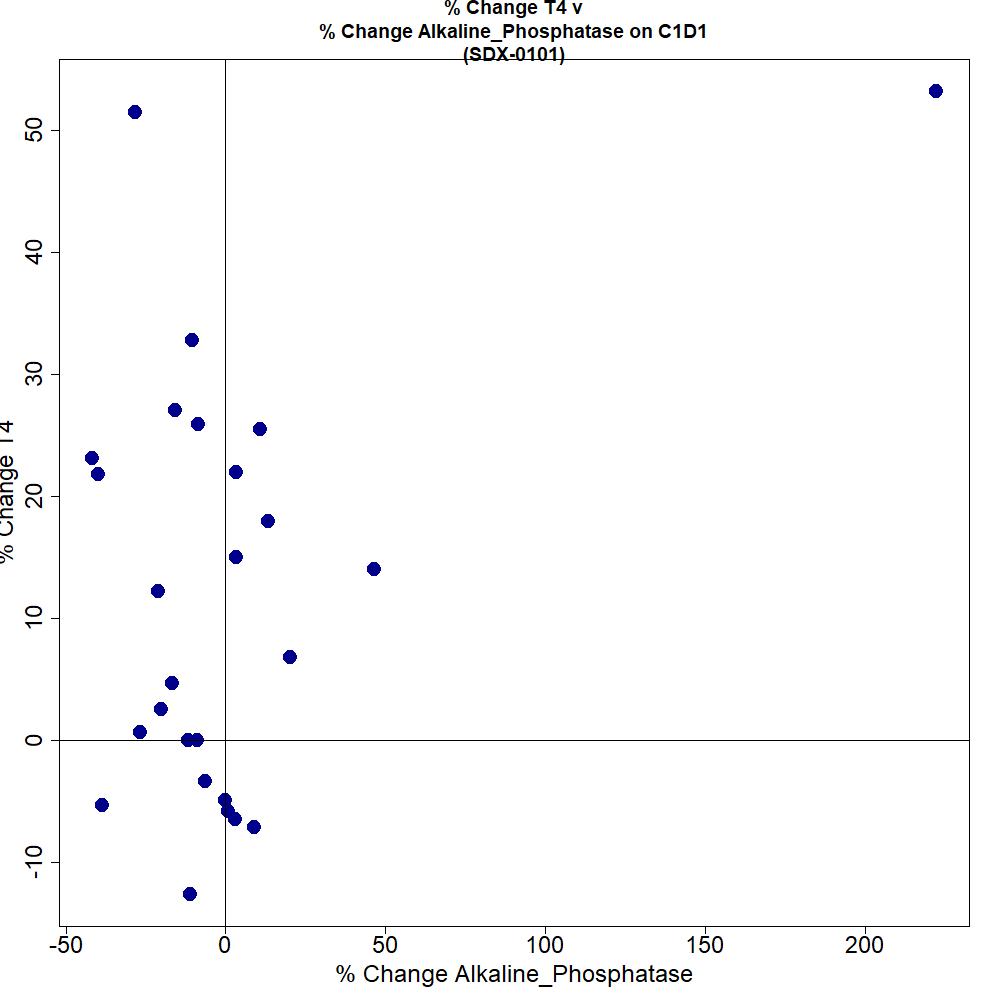 % Change T4 v
% Change Alkaline_Phosphatase on C1D1
(SDX-0101)
50
40
30
20
10
0
-10
% Change T4
-50 0 50 100 150 200
% Change Alkaline_Phosphatase